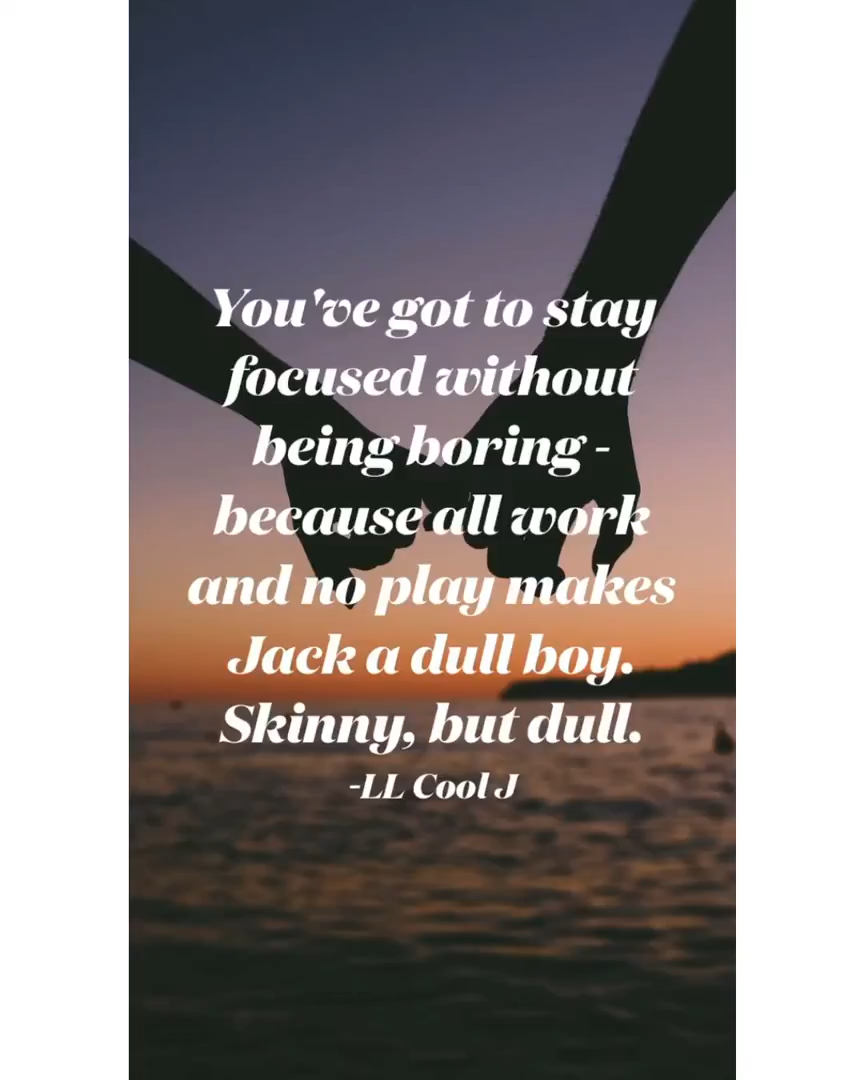 You've got to stay
focused without
being boring -
because all work
and no play makes
Jack a dull boy.
Skinny, but dull.
-LL Cool J